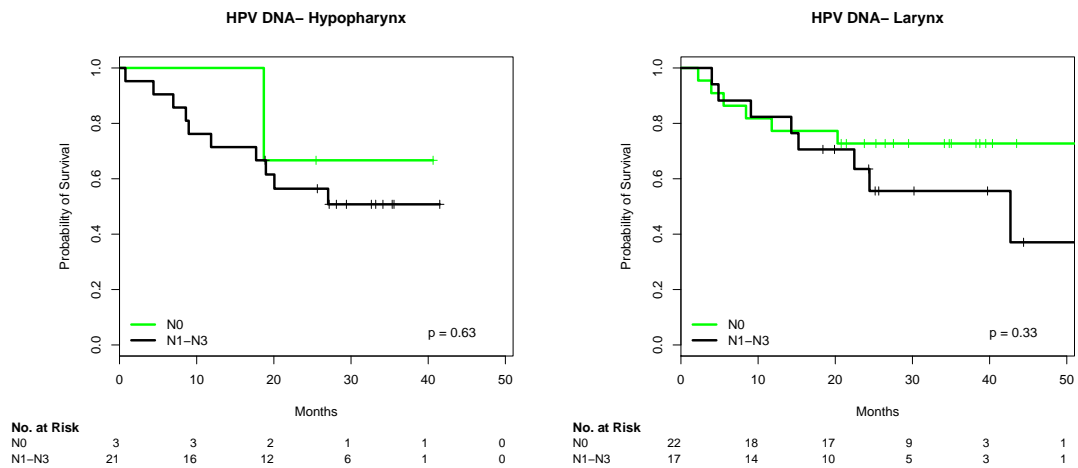 HPV DNA− Hypopharynx
Probability of Survival
1.0
0.8
0.6
0.4
0.2
0.0
N0
N1−N3
p = 0.63
0 10 20 30 40 50
Months
No. at Risk
N0 3 3 2 1 1 0
N1−N3 21 16 12 6 1 0
HPV DNA− Larynx
Probability of Survival
1.0
0.8
0.6
0.4
0.2
0.0
N0
N1−N3
p = 0.33
0 10 20 30 40 50
Months
No. at Risk
N0 22 18 17 9 3 1
N1−N3 17 14 10 5 3 1